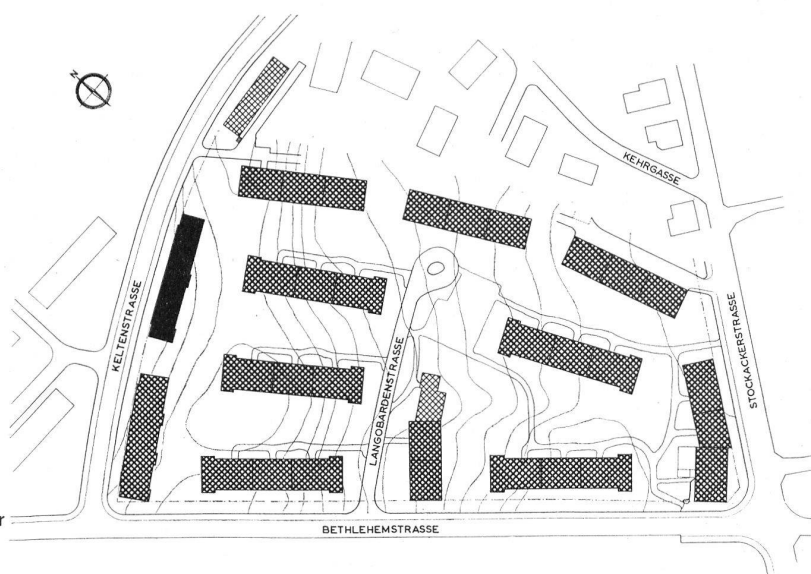 N
KEHRGASSE
KELTENSTRASSE
STOCKACKERSTRASSE
LANGOBARDENSTRASSE
r
BETHLEHEMSTRASSE